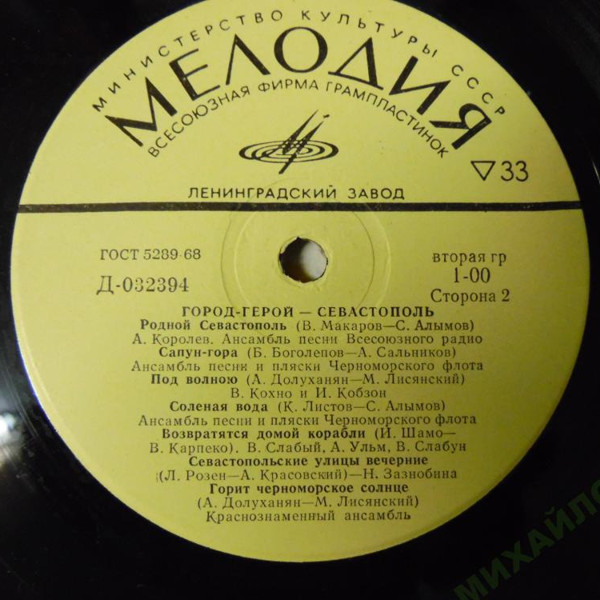 МИНИСТЕРСТВО КУЛЬТУРЫ СССР
МЕЛОДИЯ
ВСЕСОЮЗНАЯ ФИРМА ГРАМПЛАСТИНОК
33
ЛЕНИНГРАДСКИЙ ЗАВОД
ГОСТ 5289-68
вторая гр
Д-032394
1-00
Сторона 2
ГОРОД-ГЕРОЙ — СЕВАСТОПОЛЬ
Родной Севастополь (В. Макаров—С. Алымов)
А. Королев. Ансамбль песни Всесоюзного радио
Сапун-гора (Б. Боголепов—А. Сальников)
Ансамбль песни и пляски Черноморского флота
Под волною (А. Долуханян—М. Лисянский)
В. Кохно и И. Кобзон
Соленая вода (К. Листов—С. Алымов)
Ансамбль песни и пляски Черноморского флота
Возвратятся домой корабли (И. Шамо—
В. Карпеко). В. Слабый, А. Ульм, В. Слабун
Севастопольские улицы вечерние
(Л. Розен—А. Красовский)—Н. Зазнобина
Горит черноморское солнце
(А. Долуханян—М. Лисянский)
Краснознаменный ансамбль
МИХАЙЛО